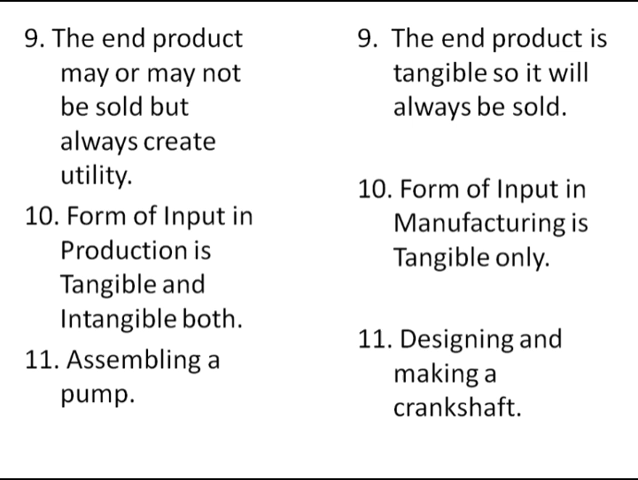 9. The end product
may or may not
be sold but
always create
utility.
10. Form of Input in
Production is
Tangible and
Intangible both.
11. Assembling a
pump.
9. The end product is
tangible so it will
always be sold.
10. Form of Input in
Manufacturing is
Tangible only.
11. Designing and
making a
crankshaft.